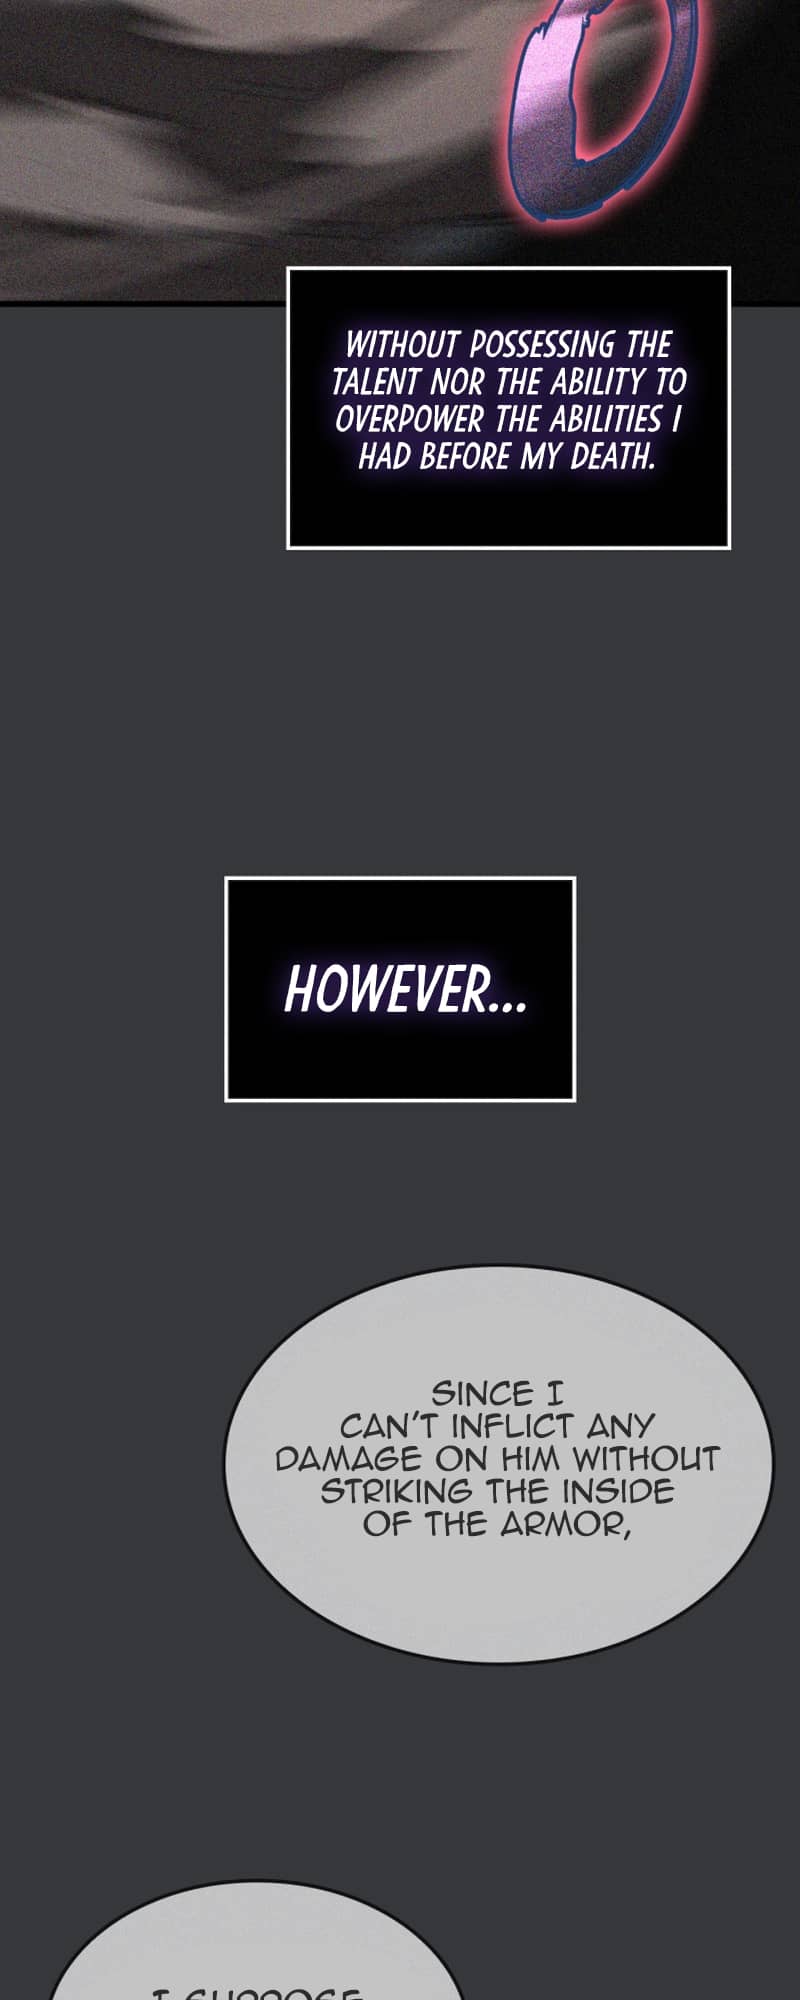 WITHOUT POSSESSING THE
TALENT NOR THE ABILITY TO
OVERPOWER THE ABILITIES I
HAD BEFORE MY DEATH.
HOWEVER...
SINCE I
CAN'T INFLICT ANY
DAMAGE ON HIM WITHOUT
STRIKING THE INSIDE
OF THE ARMOR,
I SUPPOSE